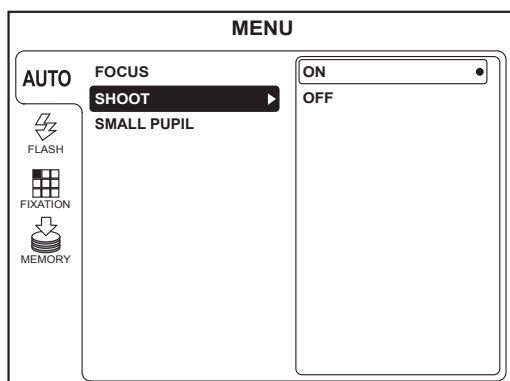 MENU
AUTO
FOCUS
SHOOT
SMALL PUPIL
ON
OFF
FLASH
FIXATION
MEMORY